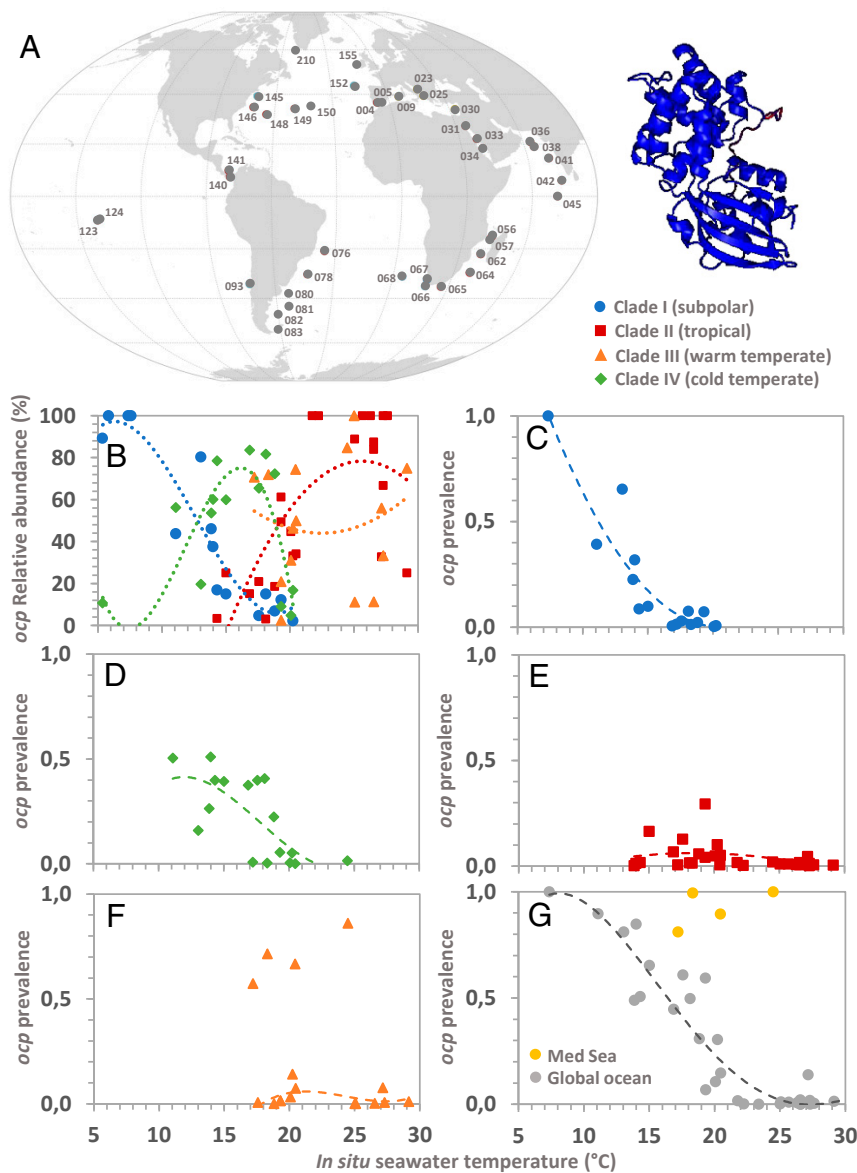 A
210
155
152
145
146
148
149
150
004
005
009
023
025
030
031
033
034
036
038
041
042
045
141
140
124
123
076
078
093
080
081
082
083
068
067
066
065
064
062
057
056
Clade I (subpolar)
Clade II (tropical)
Clade III (warm temperate)
Clade IV (cold temperate)
B
ocp Relative abundance (%)
100
80
60
40
20
0
C
ocp prevalence
1,0
0,5
0,0
D
ocp prevalence
1,0
0,5
0,0
E
ocp prevalence
1,0
0,5
0,0
F
ocp prevalence
1,0
0,5
0,0
5 10 15 20 25 30
G
ocp prevalence
1,0
0,5
0,0
Med Sea
Global ocean
5 10 15 20 25 30
In situ seawater temperature (°C)